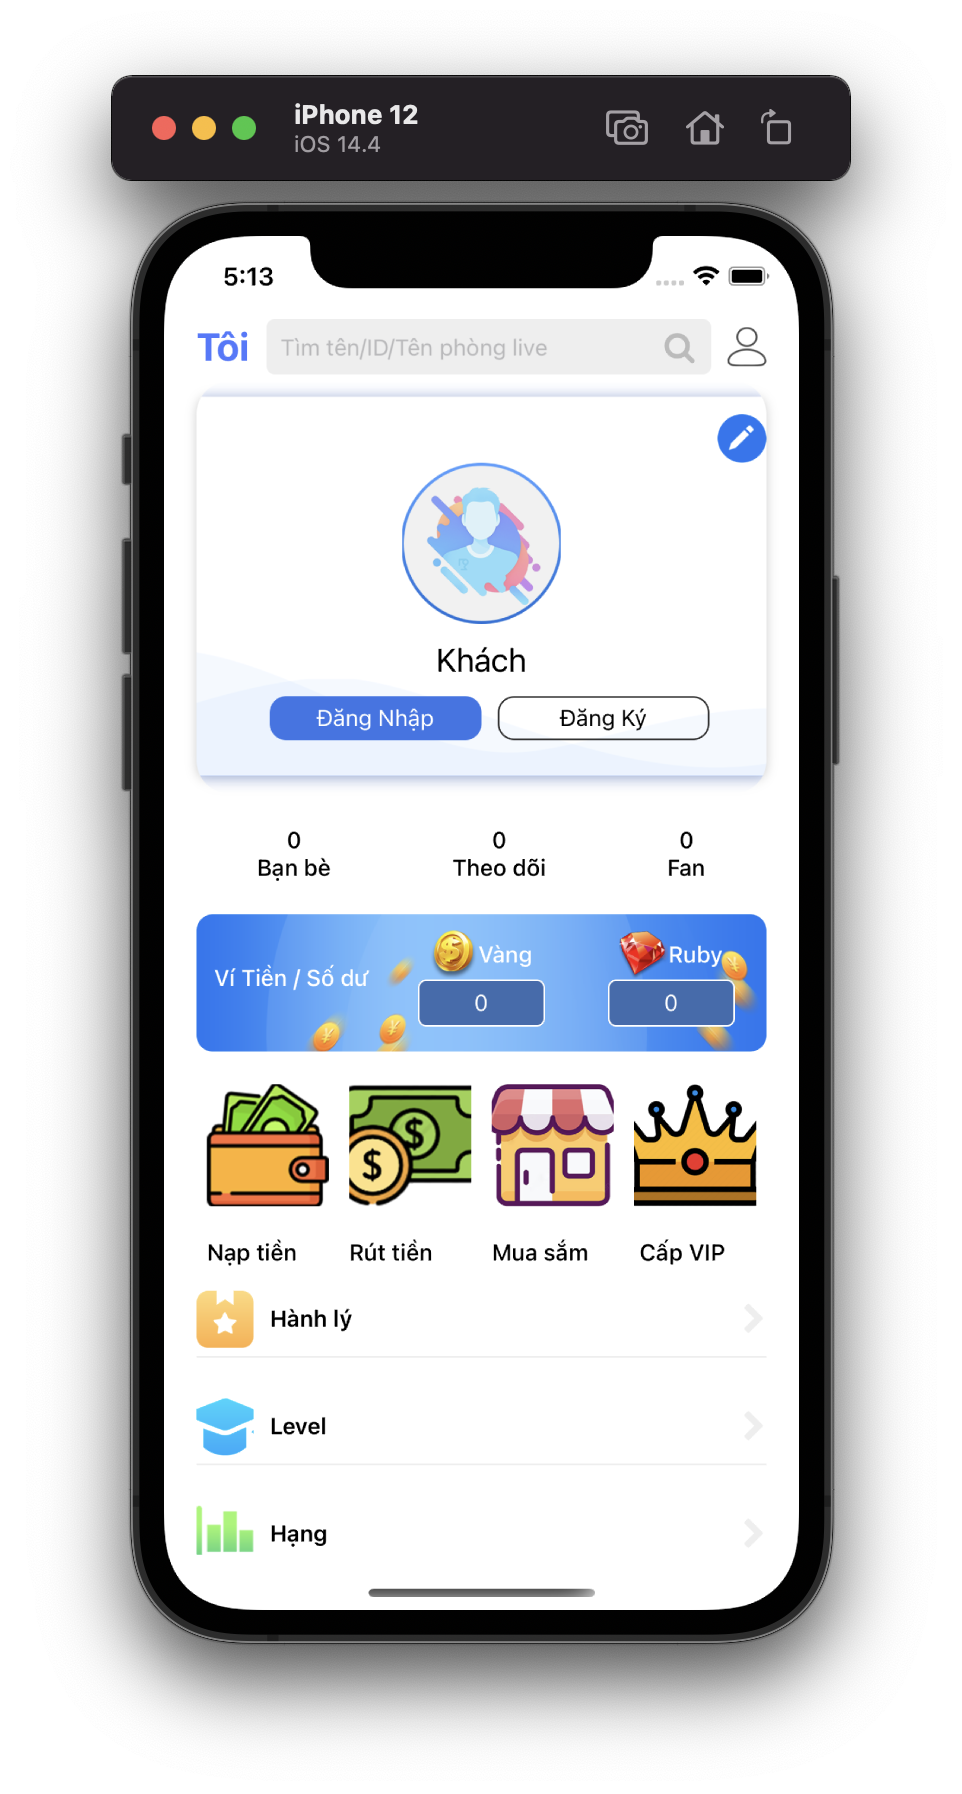 iPhone 12
iOS 14.4
5:13
Tôi
Tìm tên/ID/Tên phòng live
Khách
Đăng Nhập
Đăng Ký
0
Bạn bè
0
Theo dõi
0
Fan
Ví Tiền / Số dư
Vàng
0
Ruby
0
Nạp tiền
Rút tiền
Mua sắm
Cấp VIP
Hành lý
Level
Hạng